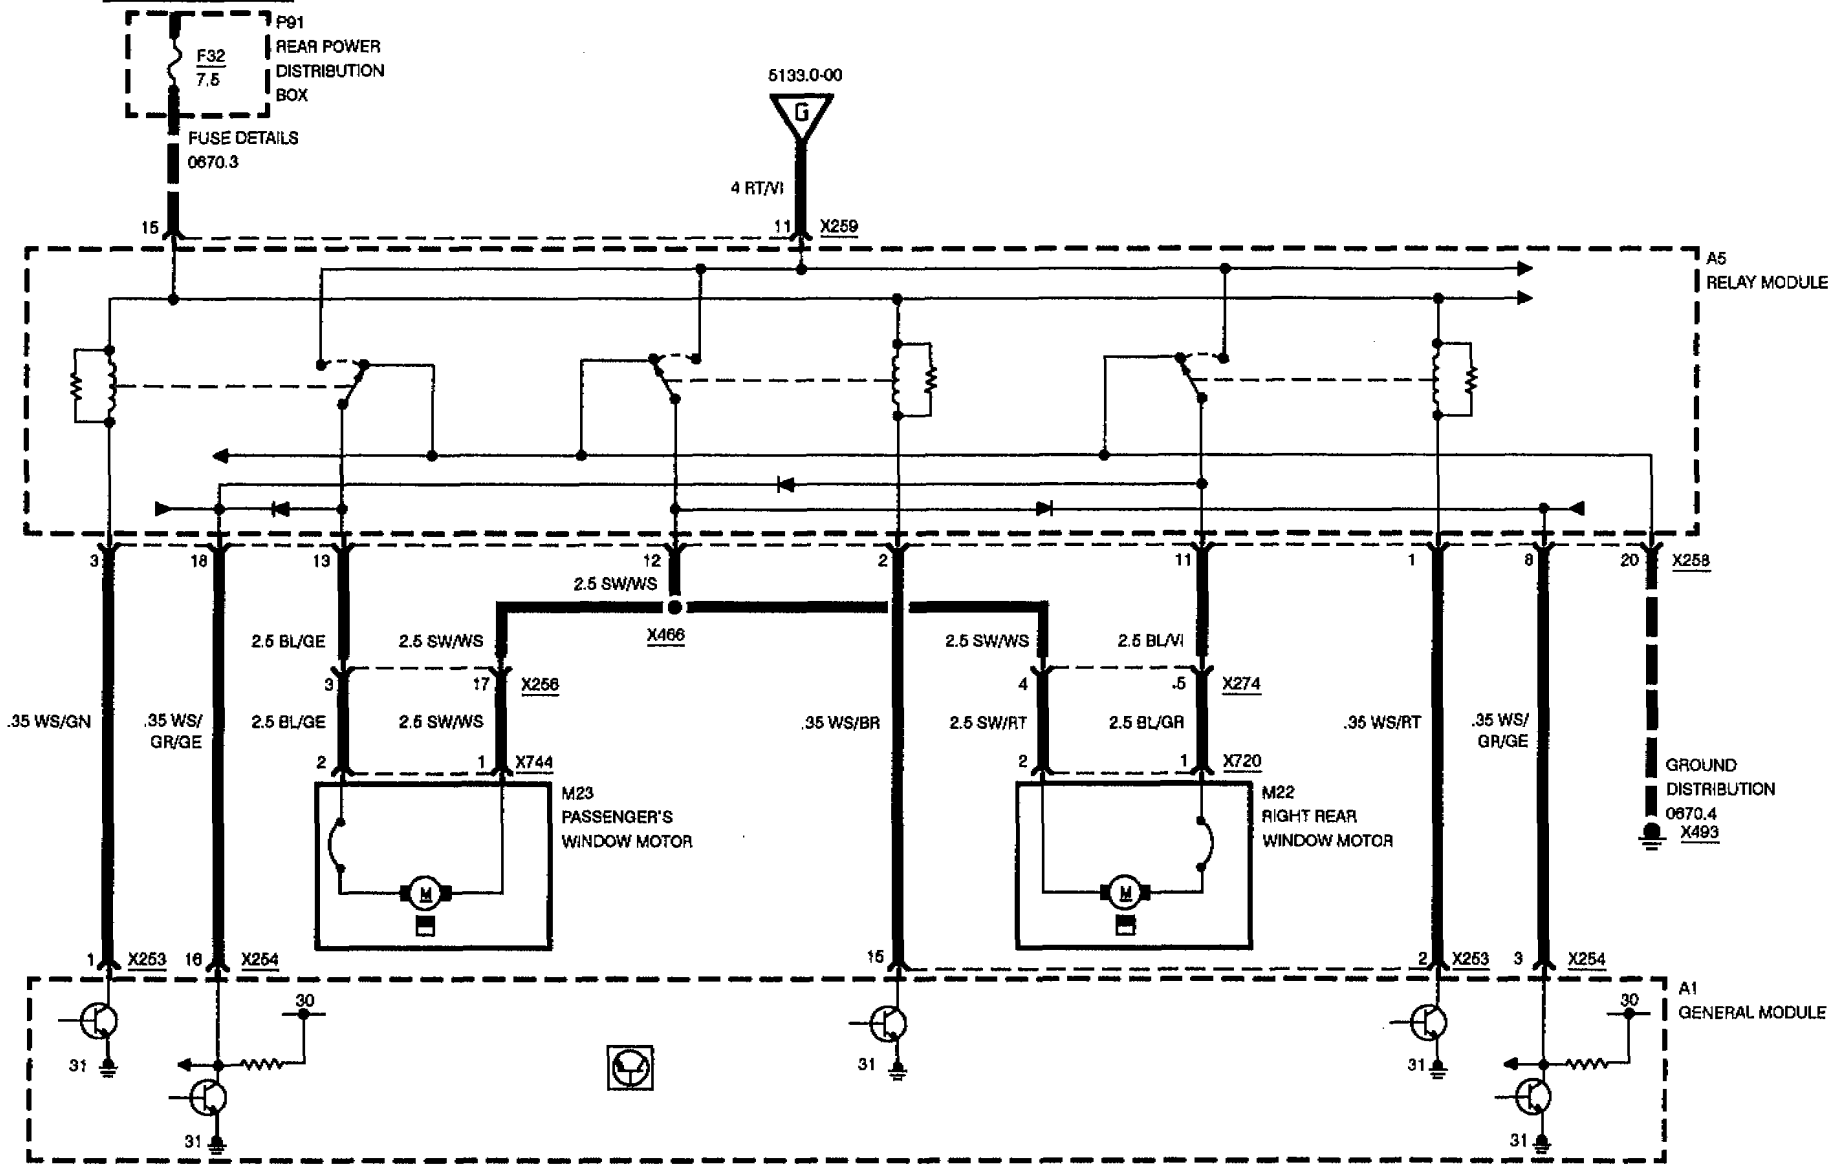 P91
REAR POWER
DISTRIBUTION
BOX
F32
7,5
FUSE DETAILS
0670.3
5133.0-00
G
4 RT/VI
15
11
X259
A5
RELAY MODULE
3
18
13
12
2
11
1
8
20
X258
2.5 SW/WS
X466
2.5 BL/GE
2.5 SW/WS
2.5 SW/WS
2.5 BL/VI
3
17
X256
4
.5
X274
.35 WS/GN
.35 WS/
GR/GE
2.5 BL/GE
2.5 SW/WS
.35 WS/BR
2.5 SW/RT
2.5 BL/GR
.35 WS/RT
.35 WS/
GR/GE
2
1
X744
2
1
X720
GROUND
DISTRIBUTION
0670.4
X493
M23
PASSENGER'S
WINDOW MOTOR
M
M22
RIGHT REAR
WINDOW MOTOR
M
1
X253
16
X254
15
2
X253
3
X254
A1
GENERAL MODULE
30
30
31
31
31
31
31